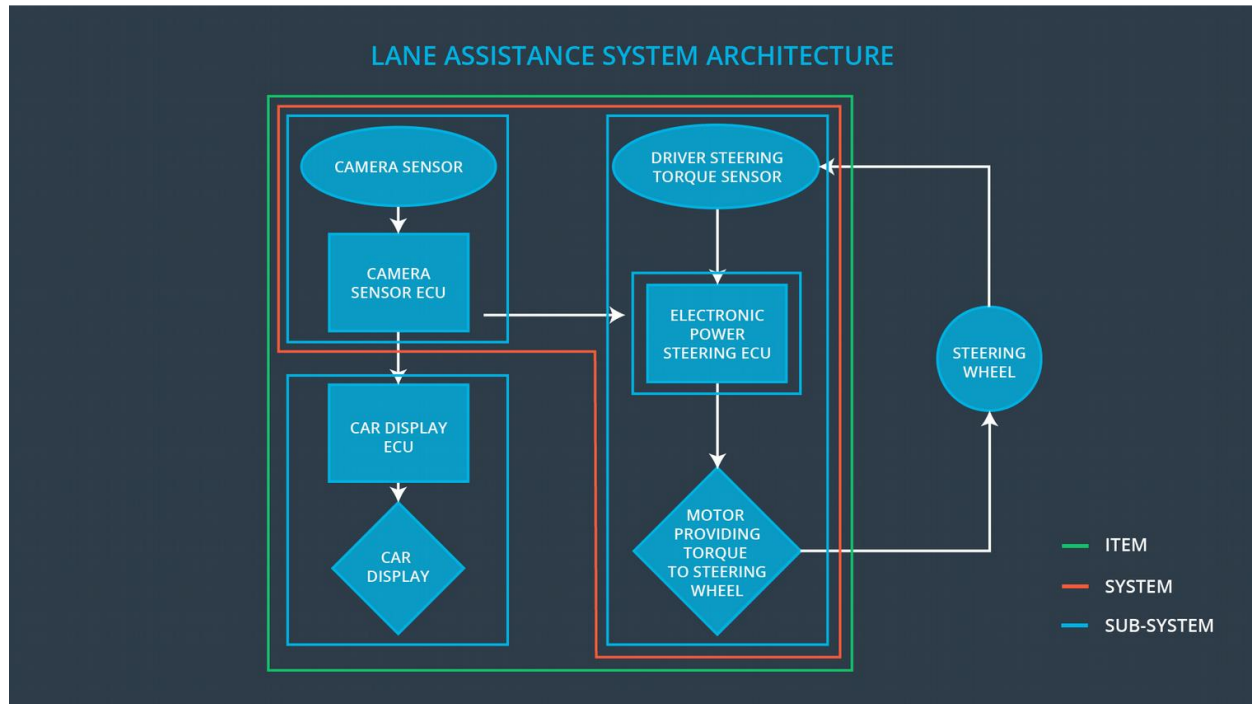 LANE ASSISTANCE SYSTEM ARCHITECTURE
CAMERA SENSOR
CAMERA
SENSOR ECU
CAR DISPLAY
ECU
CAR
DISPLAY
DRIVER STEERING
TORQUE SENSOR
ELECTRONIC
POWER
STEERING ECU
MOTOR
PROVIDING
TORQUE
TO STEERING
WHEEL
STEERING
WHEEL
ITEM
SYSTEM
SUB-SYSTEM